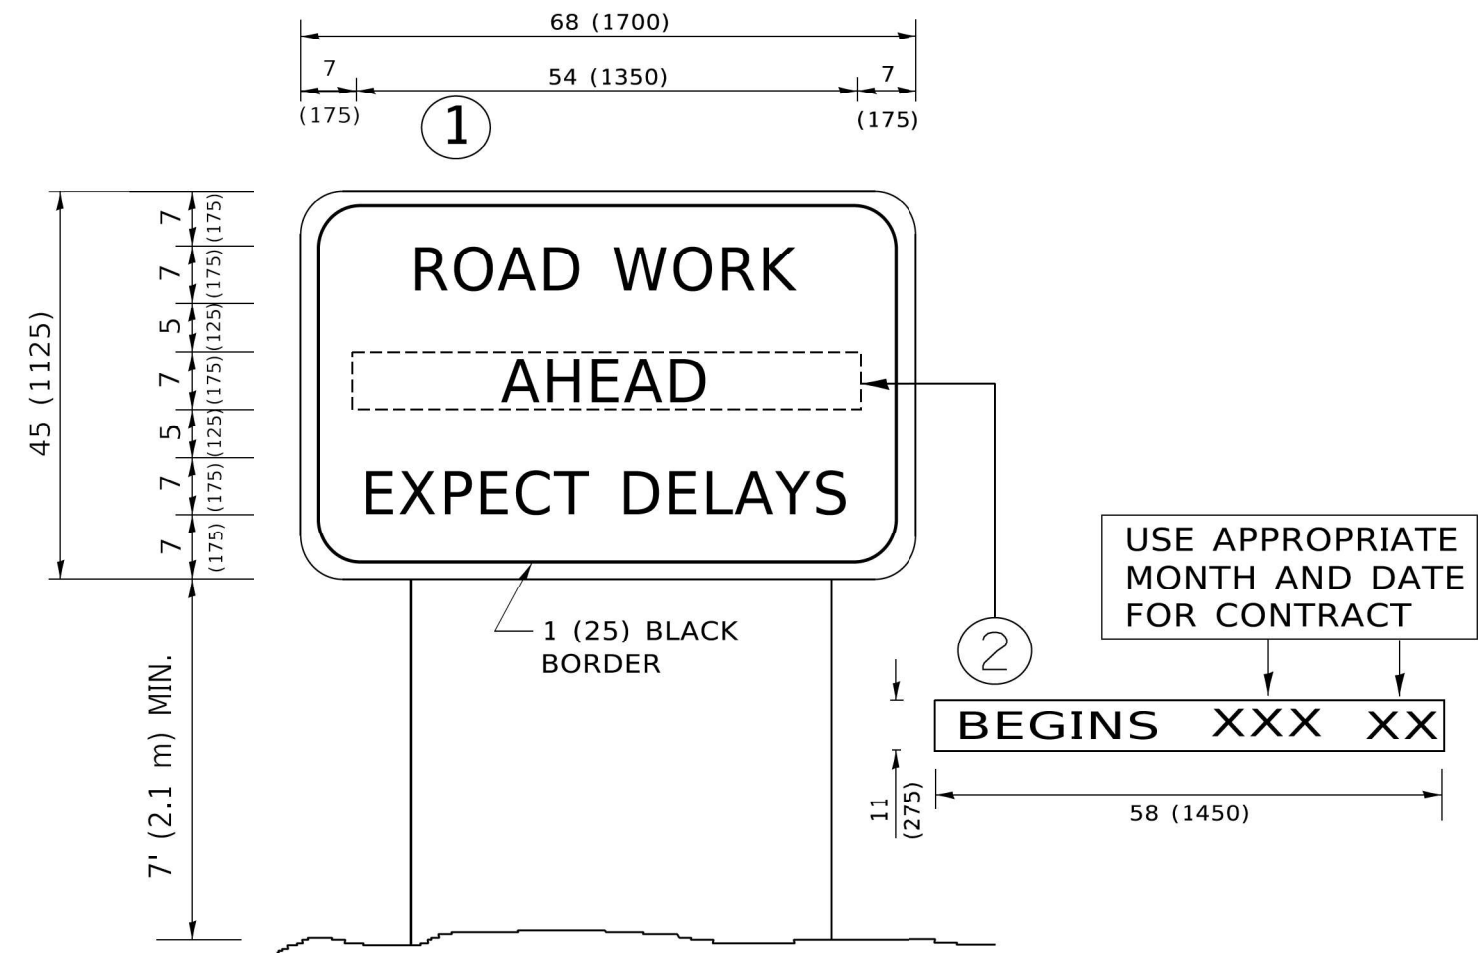 68 (1700)
7
54 (1350)
7
(175)
(175)
1
7
(175)
7
(175)
5
(125)
7
(175)
5
(125)
7
(175)
7
(175)
45 (1125)
ROAD WORK
AHEAD
EXPECT DELAYS
1 (25) BLACK
BORDER
7' (2.1 m) MIN.
2
USE APPROPRIATE
MONTH AND DATE
FOR CONTRACT
BEGINS XXX XX
11
(275)
58 (1450)